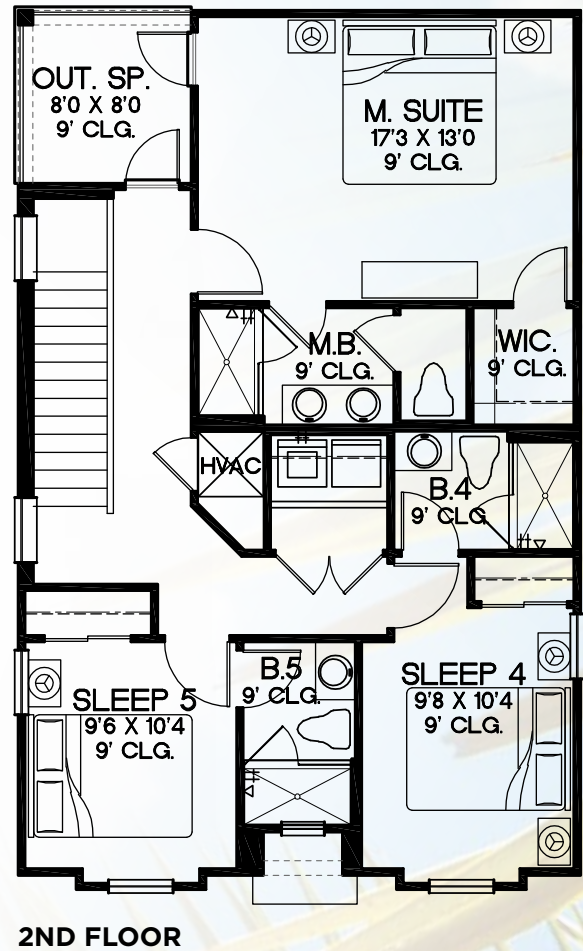 OUT. SP.
8'0 X 8'0
9' CLG.
M. SUITE
17'3 X 13'0
9' CLG.
M.B.
9' CLG.
WIC.
9' CLG.
HVAC
B.4
9' CLG
B.5
9' CLG.
SLEEP 5
9'6 X 10'4
9' CLG.
SLEEP 4
9'8 X 10'4
9' CLG.
2ND FLOOR